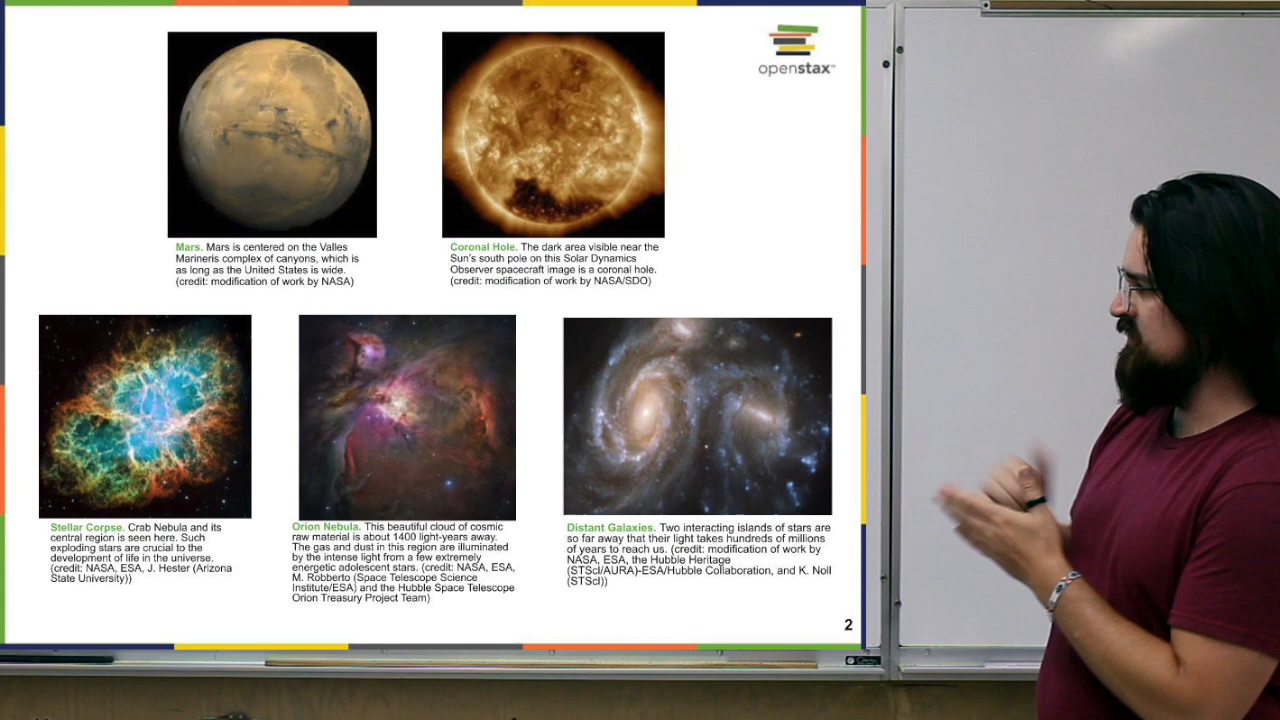 openstax™
Mars. Mars is centered on the Valles
Marineris complex of canyons, which is
as long as the United States is wide.
(credit: modification of work by NASA)
Coronal Hole. The dark area visible near the
Sun's south pole on this Solar Dynamics
Observer spacecraft image is a coronal hole.
(credit: modification of work by NASA/SDO)
Stellar Corpse. Crab Nebula and its
central region is seen here. Such
exploding stars are crucial to the
development of life in the universe.
(credit: NASA, ESA, J. Hester (Arizona
State University))
Orion Nebula. This beautiful cloud of cosmic
raw material is about 1400 light-years away.
The gas and dust in this region are illuminated
by the intense light from a few extremely
energetic adolescent stars. (credit: NASA, ESA,
M. Robberto (Space Telescope Science
Institute/ESA) and the Hubble Space Telescope
Orion Treasury Project Team)
Distant Galaxies. Two interacting islands of stars are
so far away that their light takes hundreds of millions
of years to reach us. (credit: modification of work by
NASA, ESA, the Hubble Heritage
(STScI/AURA)-ESA/Hubble Collaboration, and K. Noll
(STScI))
2